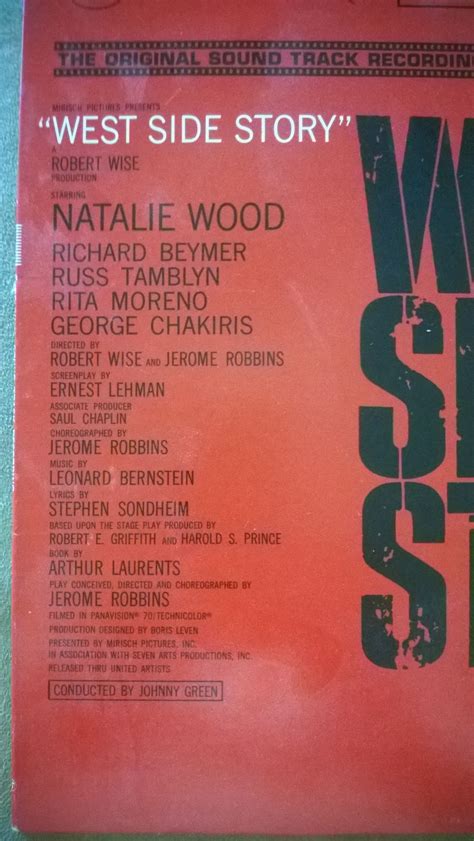 THE ORIGINAL SOUND TRACK RECORDING
MIRISCH PICTURES PRESENTS
“WEST SIDE STORY”
A
ROBERT WISE
PRODUCTION
STARRING
NATALIE WOOD
RICHARD BEYMER
RUSS TAMBLYN
RITA MORENO
GEORGE CHAKIRIS
DIRECTED BY
ROBERT WISE AND JEROME ROBBINS
SCREENPLAY BY
ERNEST LEHMAN
ASSOCIATE PRODUCER
SAUL CHAPLIN
CHOREOGRAPHED BY
JEROME ROBBINS
MUSIC BY
LEONARD BERNSTEIN
LYRICS BY
STEPHEN SONDHEIM
BASED UPON THE STAGE PLAY PRODUCED BY
ROBERT E. GRIFFITH AND HAROLD S. PRINCE
BOOK BY
ARTHUR LAURENTS
PLAY CONCEIVED, DIRECTED AND CHOREOGRAPHED BY
JEROME ROBBINS
FILMED IN PANAVISION® 70/TECHNICOLOR®
PRODUCTION DESIGNED BY BORIS LEVEN
PRESENTED BY MIRISCH PICTURES, INC.
IN ASSOCIATION WITH SEVEN ARTS PRODUCTIONS, INC.
RELEASED THRU UNITED ARTISTS
CONDUCTED BY JOHNNY GREEN
W
S
ST